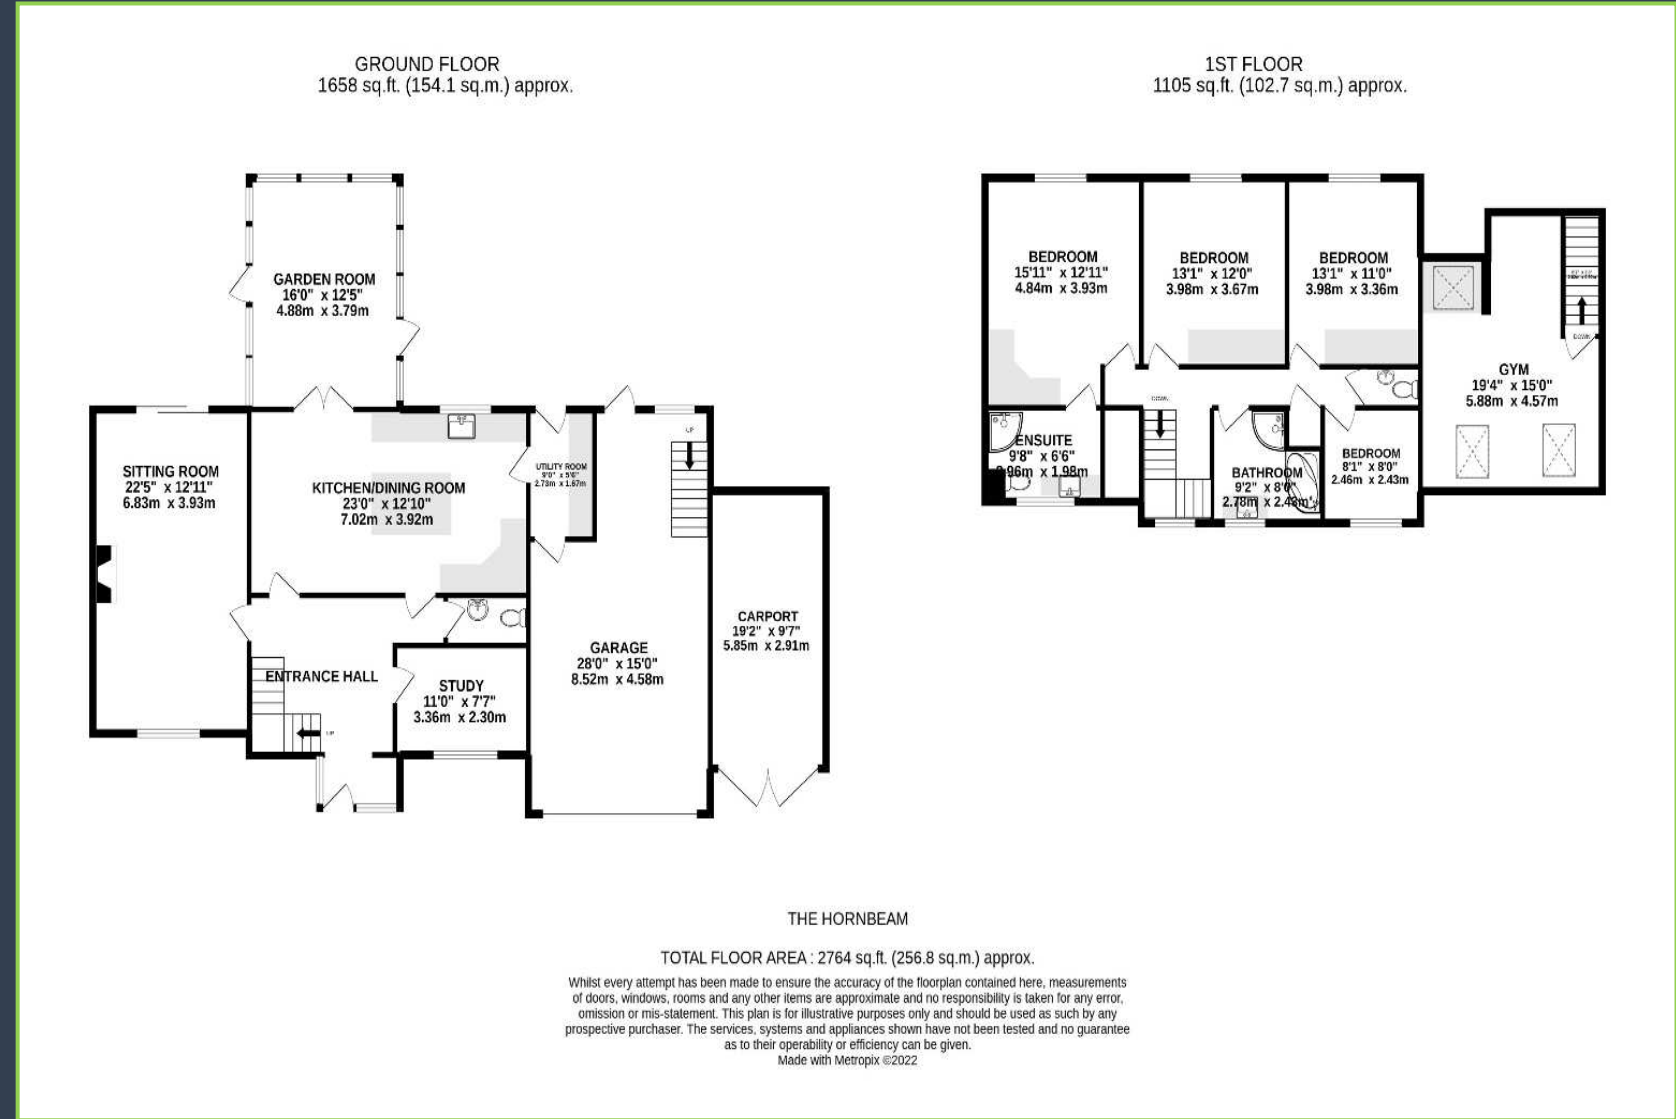 GROUND FLOOR
1658 sq.ft. (154.1 sq.m.) approx.
1ST FLOOR
1105 sq.ft. (102.7 sq.m.) approx.
GARDEN ROOM
16'0" x 12'5"
4.88m x 3.79m
SITTING ROOM
22'5" x 12'11"
6.83m x 3.93m
KITCHEN/DINING ROOM
23'0" x 12'10"
7.02m x 3.92m
UTILITY ROOM
9'0" x 5'6"
2.73m x 1.67m
UP
ENTRANCE HALL
UP
STUDY
11'0" x 7'7"
3.36m x 2.30m
GARAGE
28'0" x 15'0"
8.52m x 4.58m
CARPORT
19'2" x 9'7"
5.85m x 2.91m
BEDROOM
15'11" x 12'11"
4.84m x 3.93m
BEDROOM
13'1" x 12'0"
3.98m x 3.67m
BEDROOM
13'1" x 11'0"
3.98m x 3.36m
DOWN
GYM
19'4" x 15'0"
5.88m x 4.57m
DOWN
ENSUITE
9'8" x 6'6"
2.96m x 1.98m
BATHROOM
9'2" x 8'0"
2.78m x 2.43m
BEDROOM
8'1" x 8'0"
2.46m x 2.43m
THE HORNBEAM
TOTAL FLOOR AREA : 2764 sq.ft. (256.8 sq.m.) approx.
Whilst every attempt has been made to ensure the accuracy of the floorplan contained here, measurements
of doors, windows, rooms and any other items are approximate and no responsibility is taken for any error,
omission or mis-statement. This plan is for illustrative purposes only and should be used as such by any
prospective purchaser. The services, systems and appliances shown have not been tested and no guarantee
as to their operability or efficiency can be given.
Made with Metropix ©2022